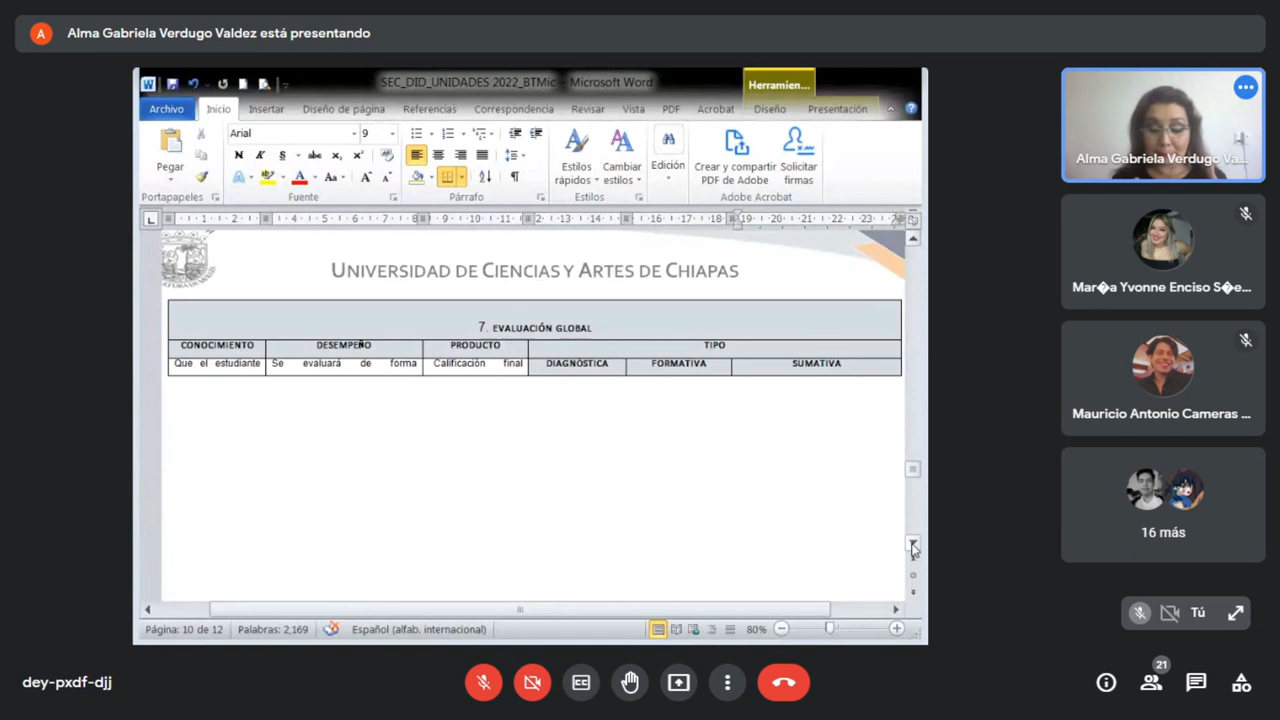 A Alma Gabriela Verdugo Valdez está presentando
SEC_DID_UNIDADES 2022_BTMic - Microsoft Word
Herramien...
Archivo Inicio Insertar Diseño de página Referencias Correspondencia Revisar Vista PDF Acrobat Diseño Presentación
Arial 9
Pegar
Estilos rápidos
Cambiar estilos
Edición
Crear y compartir PDF de Adobe
Solicitar firmas
Portapapeles Fuente Párrafo Estilos Adobe Acrobat
UNIVERSIDAD DE CIENCIAS Y ARTES DE CHIAPAS
7. EVALUACIÓN GLOBAL
CONOCIMIENTO DESEMPEÑO PRODUCTO TIPO
Que el estudiante Se evaluará de forma Calificación final DIAGNÓSTICA FORMATIVA SUMATIVA
Página: 10 de 12 Palabras: 2,169 Español (alfab. internacional) 80%
Alma Gabriela Verdugo Va...
Mar�a Yvonne Enciso S�e...
Mauricio Antonio Cameras ...
16 más
Tú
dey-pxdf-djj
21